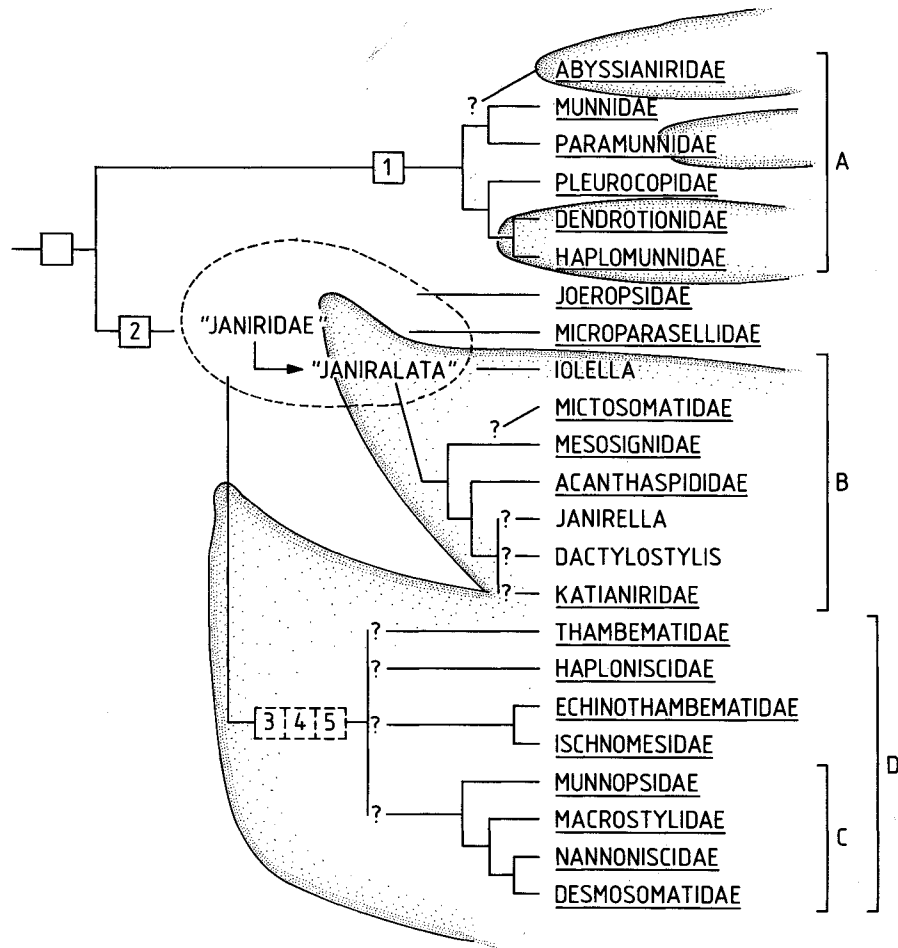 ABYSSIANIRIDAE
?
MUNNIDAE
PARAMUNNIDAE
A
1
PLEUROCOPIDAE
DENDROTIONIDAE
HAPLOMUNNIDAE
JOEROPSIDAE
2
"JANIRIDAE"
MICROPARASELLIDAE
"JANIRALATA"
IOLELLA
MICTOSOMATIDAE
?
MESOSIGNIDAE
ACANTHASPIDIDAE
B
? JANIRELLA
? DACTYLOSTYLIS
? KATIANIRIDAE
? THAMBEMATIDAE
? HAPLONISCIDAE
ECHINOTHAMBEMATIDAE
3 4 5
?
ISCHNOMESIDAE
D
MUNNOPSIDAE
?
MACROSTYLIDAE
C
NANNONISCIDAE
DESMOSOMATIDAE